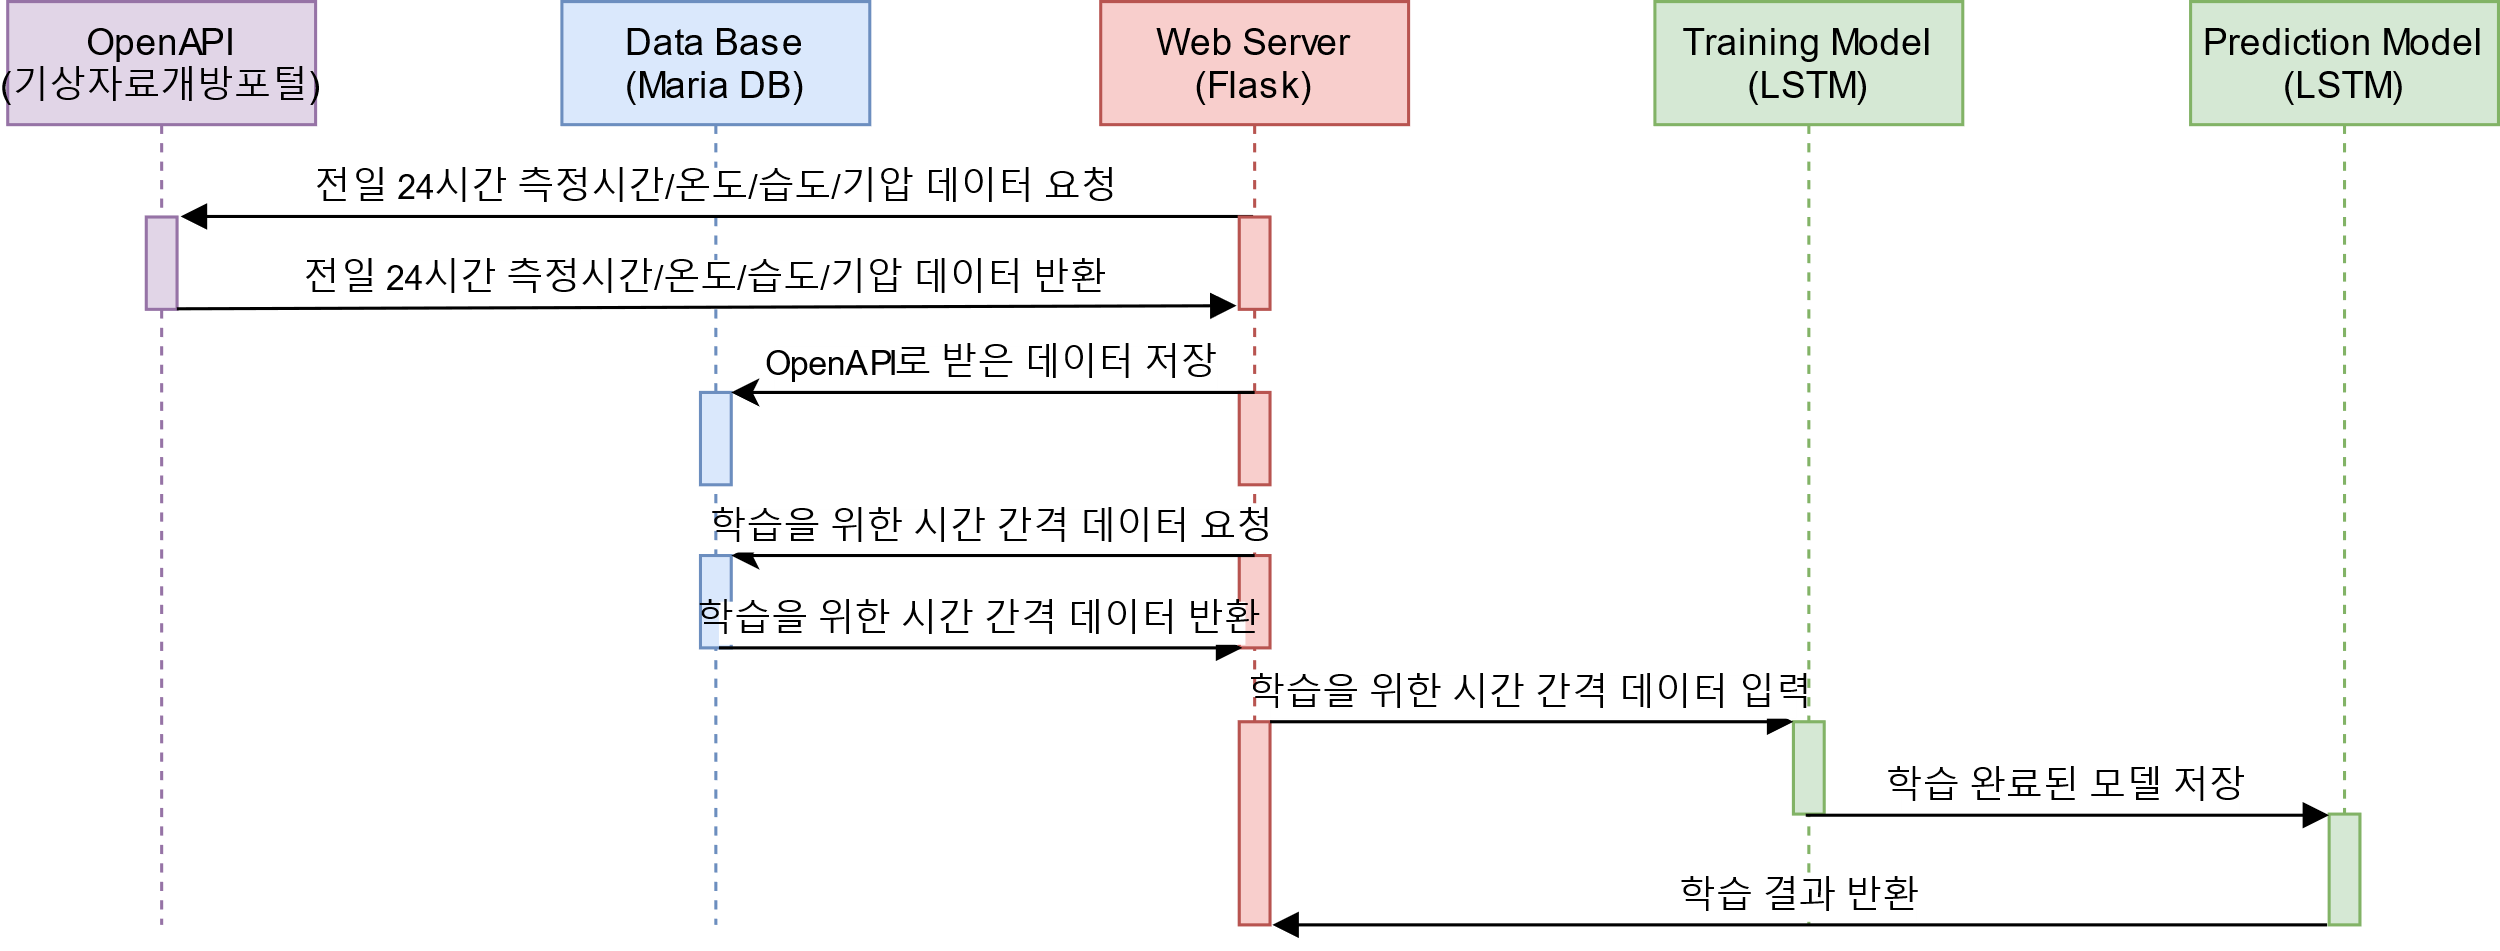 OpenAPI
(기상자료개방포털)
Data Base
(Maria DB)
Web Server
(Flask)
Training Model
(LSTM)
Prediction Model
(LSTM)
전일 24시간 측정시간/온도/습도/기압 데이터 요청
전일 24시간 측정시간/온도/습도/기압 데이터 반환
OpenAPI로 받은 데이터 저장
학습을 위한 시간 간격 데이터 요청
학습을 위한 시간 간격 데이터 반환
학습을 위한 시간 간격 데이터 입력
학습 완료된 모델 저장
학습 결과 반환